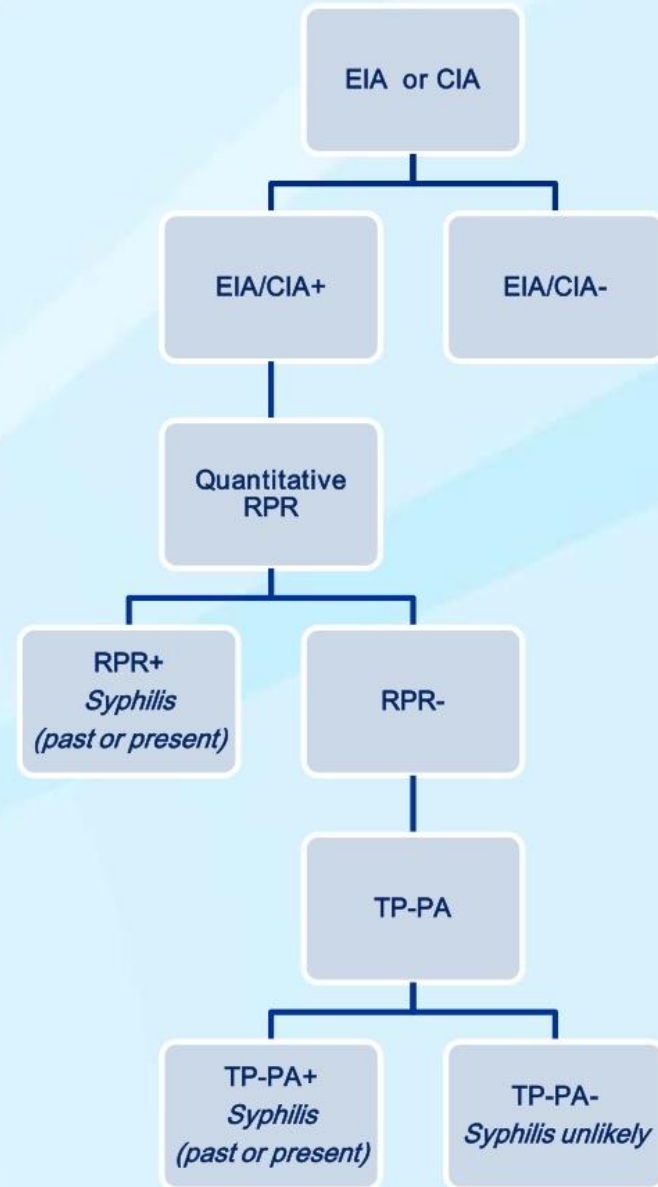 EIA or CIA
EIA/CIA+
EIA/CIA-
Quantitative
RPR
RPR+
Syphilis
(past or present)
RPR-
TP-PA
TP-PA+
Syphilis
(past or present)
TP-PA-
Syphilis unlikely